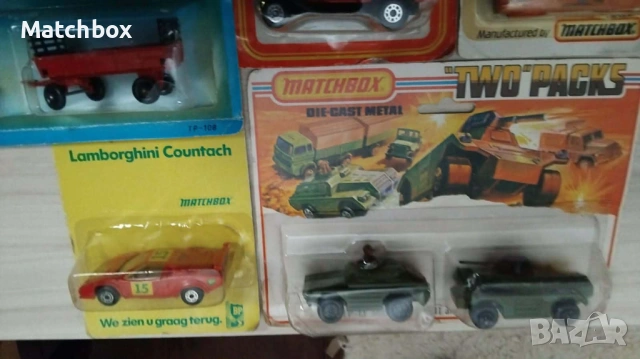 Matchbox
Manufactured by
MATCHBOX
TP-108
MATCHBOX
"TWO" PACKS
DIE-CAST METAL
Lamborghini Countach
MATCHBOX
15
We zien u graag terug.
BAZAR